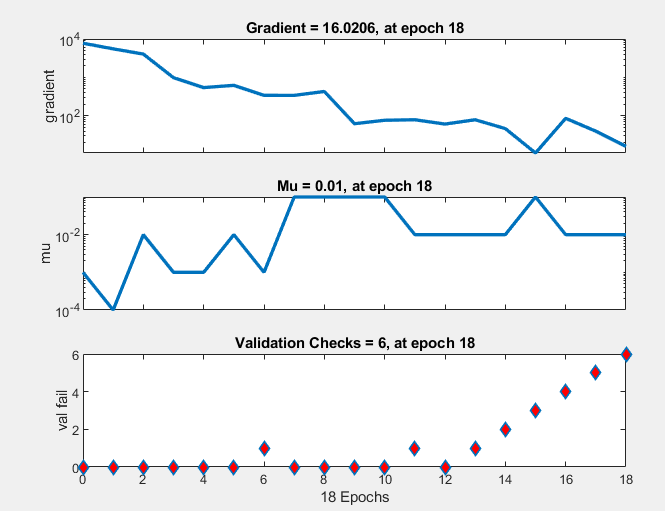 Gradient = 16.0206, at epoch 18
10^4
10^2
gradient
Mu = 0.01, at epoch 18
10^-2
10^-4
mu
Validation Checks = 6, at epoch 18
6
4
2
0
val fail
0 2 4 6 8 10 12 14 16 18
18 Epochs